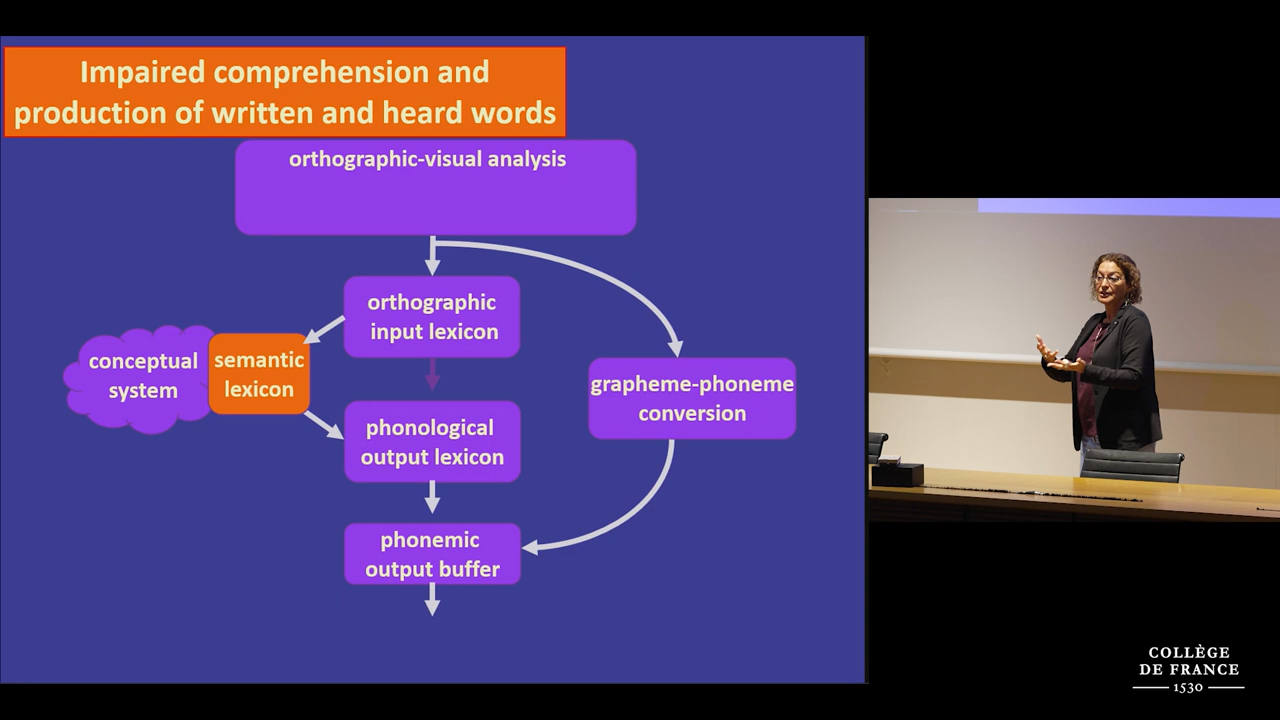 Impaired comprehension and
production of written and heard words
orthographic-visual analysis
orthographic
input lexicon
conceptual
system
semantic
lexicon
grapheme-phoneme
conversion
phonological
output lexicon
phonemic
output buffer
COLLÈGE
DE FRANCE
1530